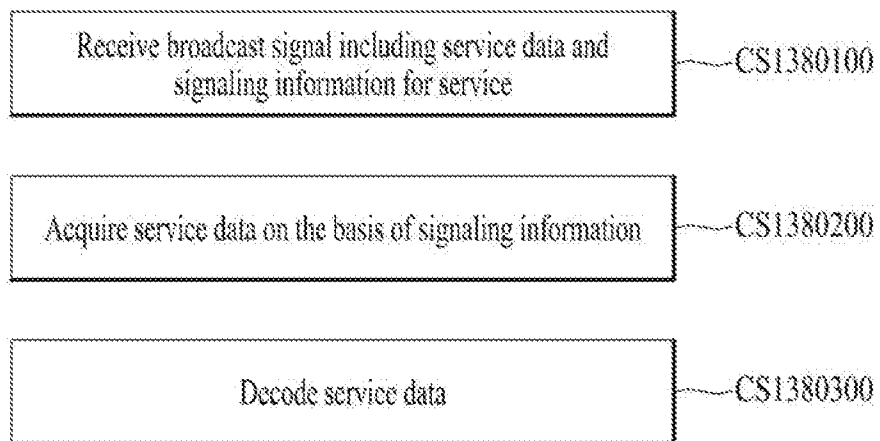 Receive broadcast signal including service data and
signaling information for service
CS1380100
Acquire service data on the basis of signaling information
CS1380200
Decode service data
CS1380300